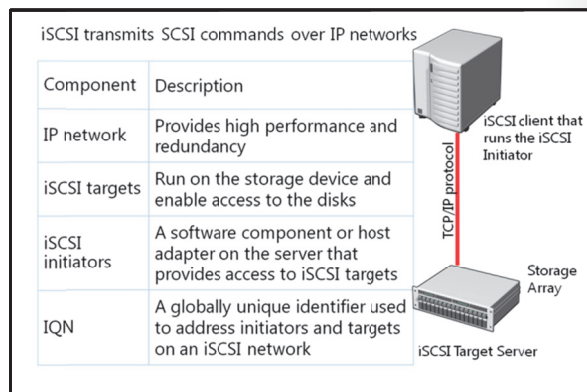 iSCSI transmits SCSI commands over IP networks
Component Description
IP network Provides high performance and
redundancy
iSCSI targets Run on the storage device and
enable access to the disks
iSCSI
initiators
A software component or host
adapter on the server that
provides access to iSCSI targets
IQN
A globally unique identifier used
to address initiators and targets
on an iSCSI network
iSCSI client that
runs the iSCSI
Initiator
TCP/IP protocol
Storage
Array
iSCSI Target Server